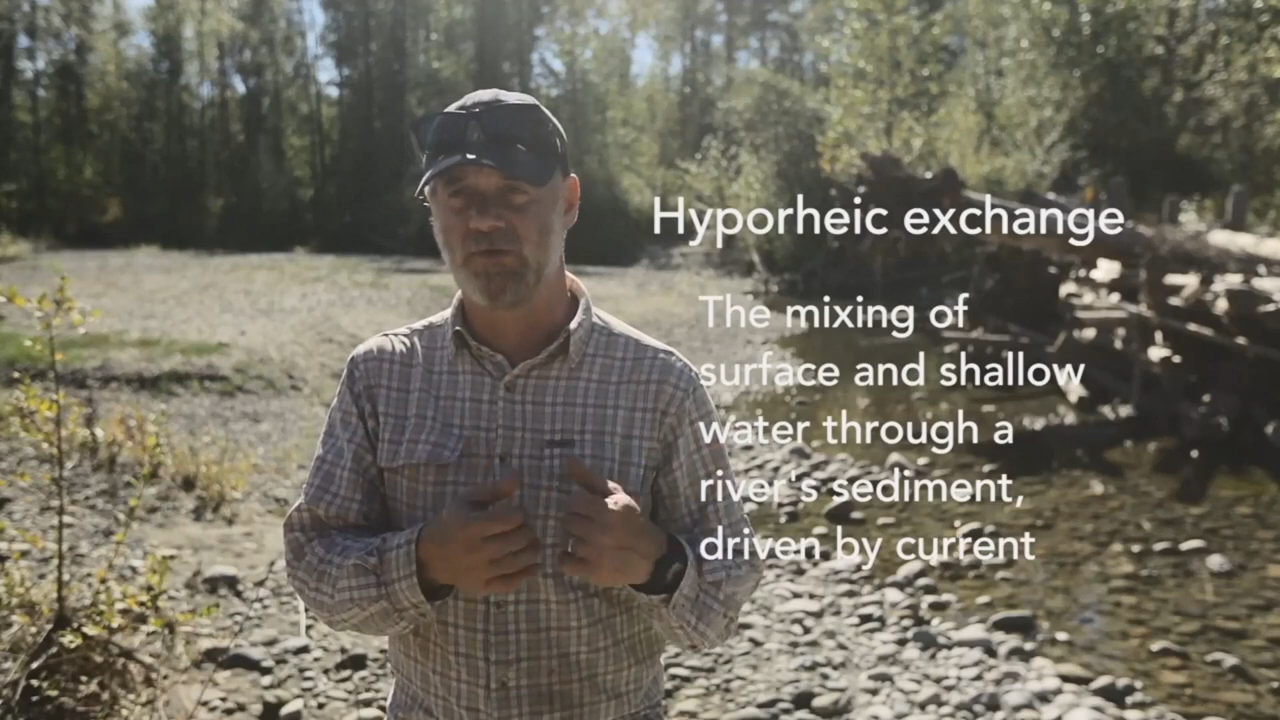 Hyporheic exchange
The mixing of
surface and shallow
water through a
river's sediment,
driven by current